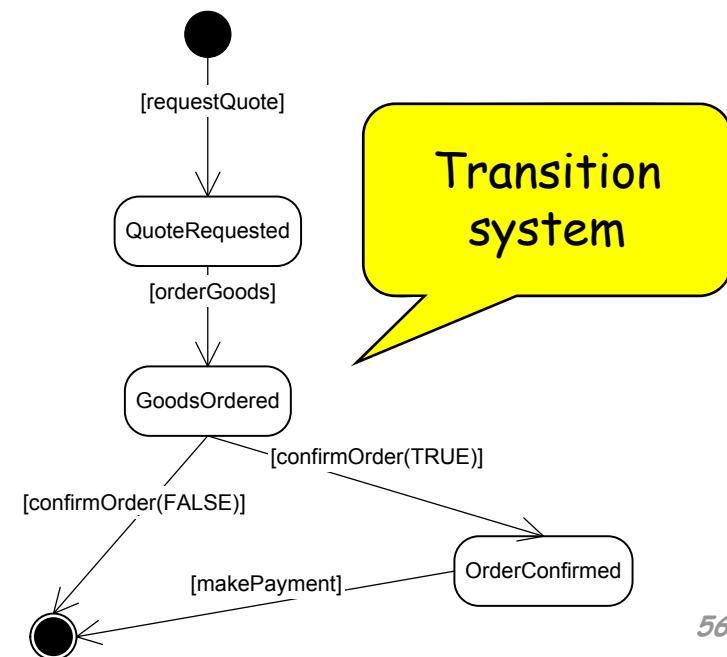 [requestQuote]
Transition
system
QuoteRequested
[orderGoods]
GoodsOrdered
[confirmOrder(TRUE)]
[confirmOrder(FALSE)]
OrderConfirmed
[makePayment]
56